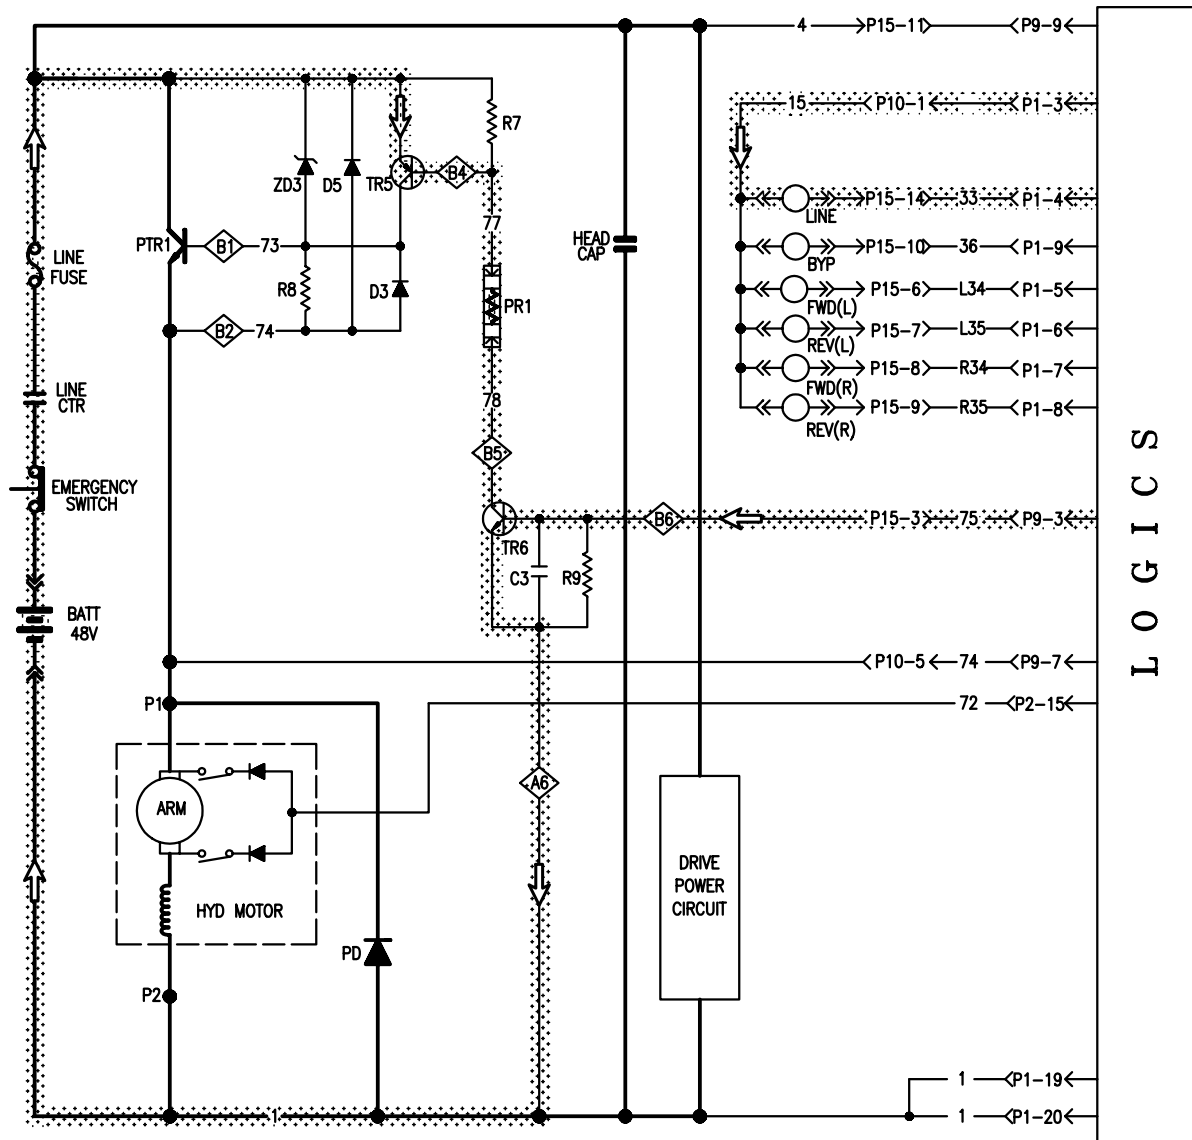 4 P15-11 P9-9
15 P10-1 P1-3
R7
ZD3 D5 TR5 B4
LINE P15-14 33 P1-4
77
PTR1 B1 73
HEAD CAP
BYP P15-10 36 P1-9
LINE FUSE
R8 D3 PR1
FWD(L) P15-6 L34 P1-5
B2 74
REV(L) P15-7 L35 P1-6
FWD(R) P15-8 R34 P1-7
LINE CTR
78
REV(R) P15-9 R35 P1-8
B5
EMERGENCY SWITCH
B6 P15-3 75 P9-3
TR6
C3 R9
BATT 48V
LOGICS
P10-5 74 P9-7
P1 72 P2-15
A6
ARM
DRIVE POWER CIRCUIT
HYD MOTOR
PD
P2
1 P1-19
1 1 P1-20